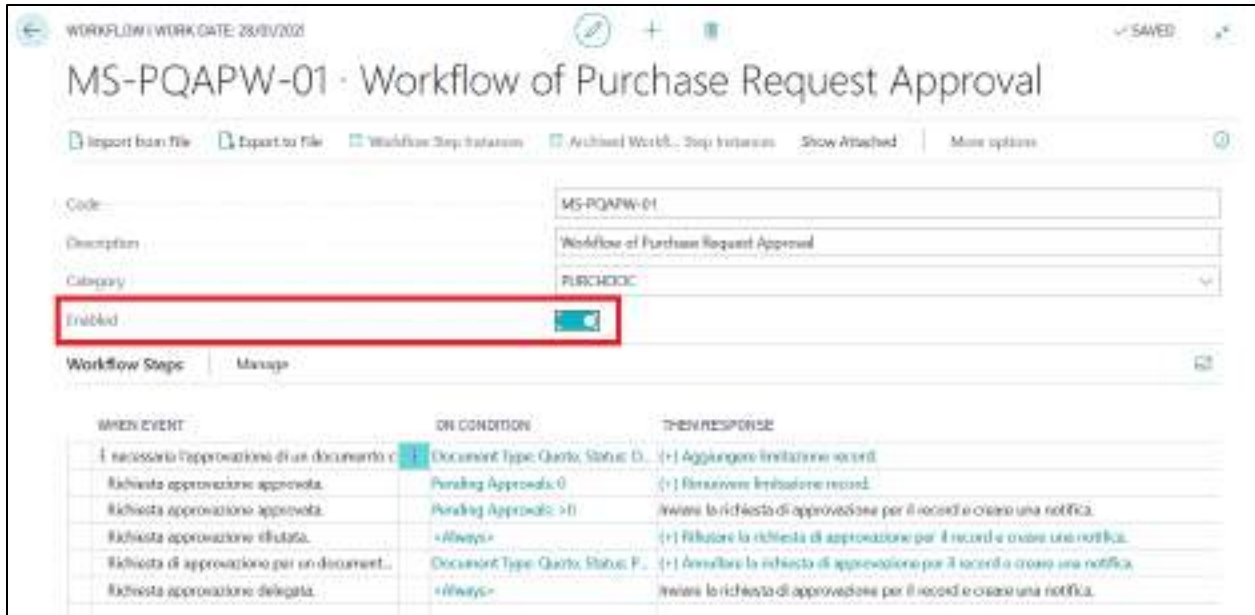 WORKFLOW | WORK DATE: 28/01/2021
SAVED
MS-PQAPW-01 · Workflow of Purchase Request Approval
Import from File Export to File Workflow Step Instances Archived Workfl... Step Instances Show Attached More options
Code MS-PQAPW-01
Description Workflow of Purchase Request Approval
Category PURCHDOC
Enabled
Workflow Steps Manage
WHEN EVENT ON CONDITION THEN RESPONSE
È necessaria l'approvazione di un documento d Document Type: Quote, Status: O... (+) Aggiungere limitazione record.
Richiesta approvazione approvata. Pending Approvals: 0 (+) Rimuovere limitazione record.
Richiesta approvazione approvata. Pending Approvals: >0 Inviare la richiesta di approvazione per il record e creare una notifica.
Richiesta approvazione rifiutata. <Always> (+) Rifiutare la richiesta di approvazione per il record e creare una notifica.
Richiesta di approvazione per un document... Document Type: Quote, Status: P... (+) Annullare la richiesta di approvazione per il record e creare una notifica.
Richiesta approvazione delegata. <Always> Inviare la richiesta di approvazione per il record e creare una notifica.